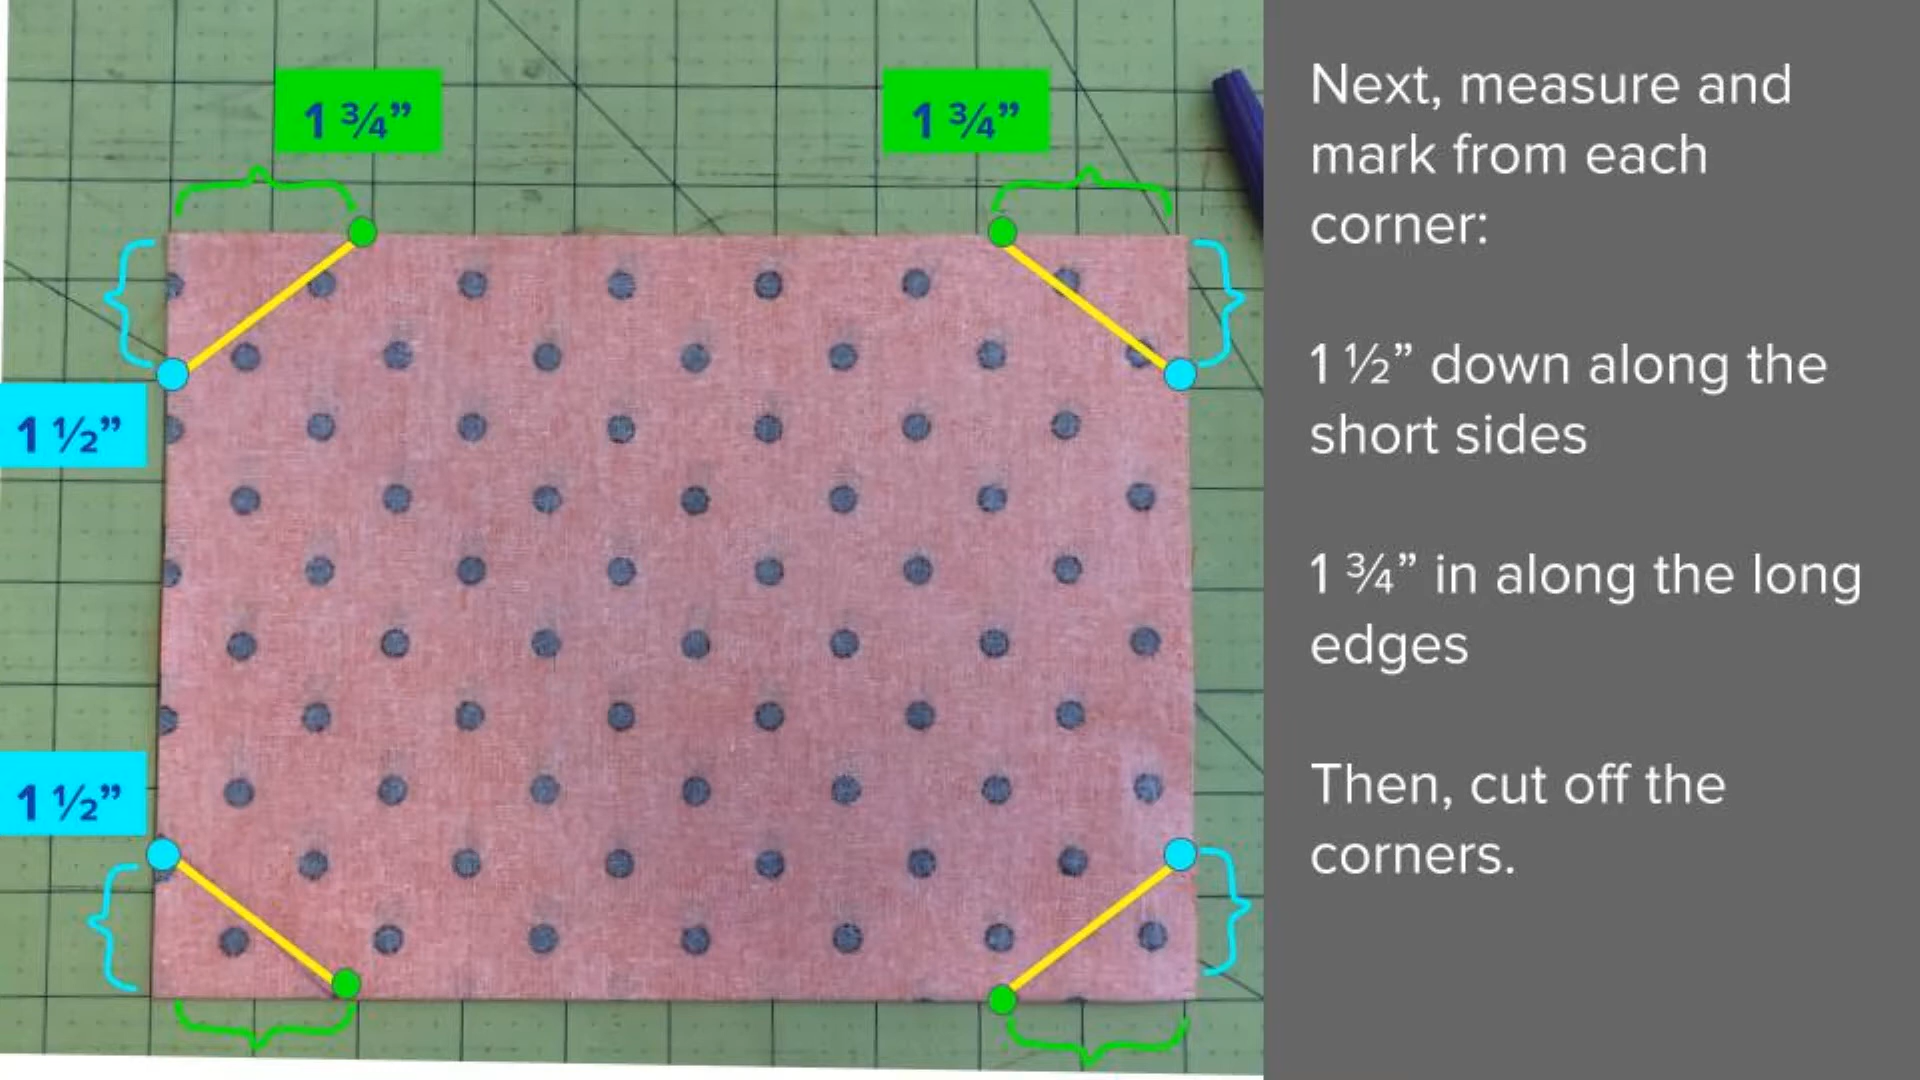 1 ¾”
1 ¾”
1 ½”
1 ½”
Next, measure and
mark from each
corner:
1 ½” down along the
short sides
1 ¾” in along the long
edges
Then, cut off the
corners.